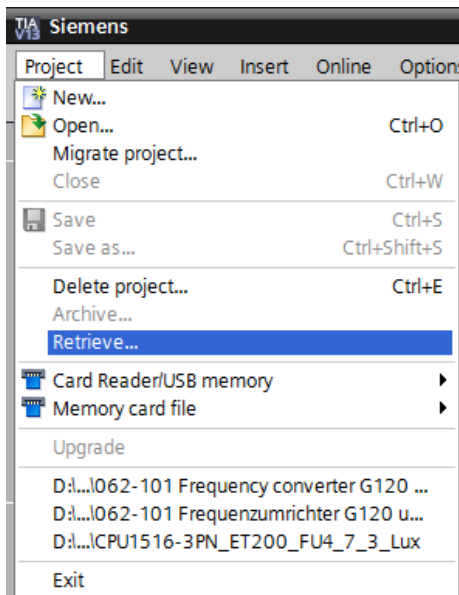 TIA V13 Siemens
Project Edit View Insert Online Option
New...
Open... Ctrl+O
Migrate project...
Close Ctrl+W
Save Ctrl+S
Save as... Ctrl+Shift+S
Delete project... Ctrl+E
Archive...
Retrieve...
Card Reader/USB memory
Memory card file
Upgrade
D:\...\062-101 Frequency converter G120 ...
D:\...\062-101 Frequenzumrichter G120 u...
D:\...\CPU1516-3PN_ET200_FU4_7_3_Lux
Exit